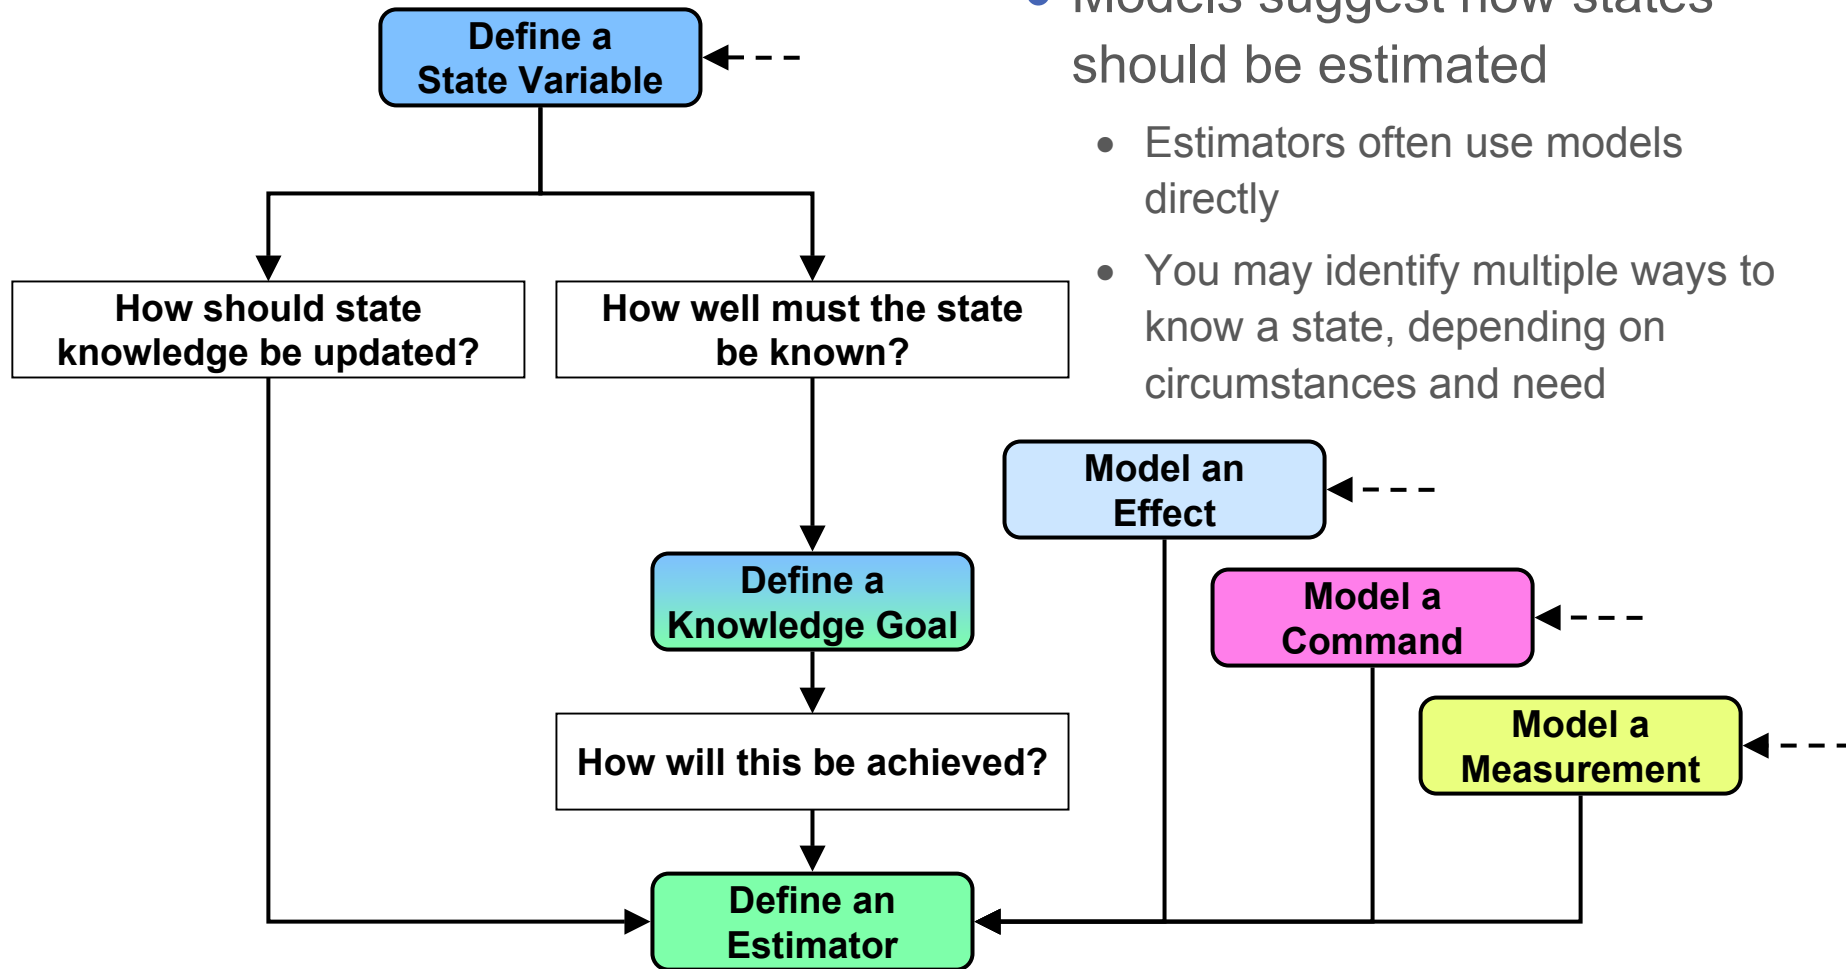 Define a
State Variable
• Models suggest how states
should be estimated
• Estimators often use models
directly
• You may identify multiple ways to
know a state, depending on
circumstances and need
How should state
knowledge be updated?
How well must the state
be known?
Model an
Effect
Define a
Knowledge Goal
Model a
Command
How will this be achieved?
Model a
Measurement
Define an
Estimator